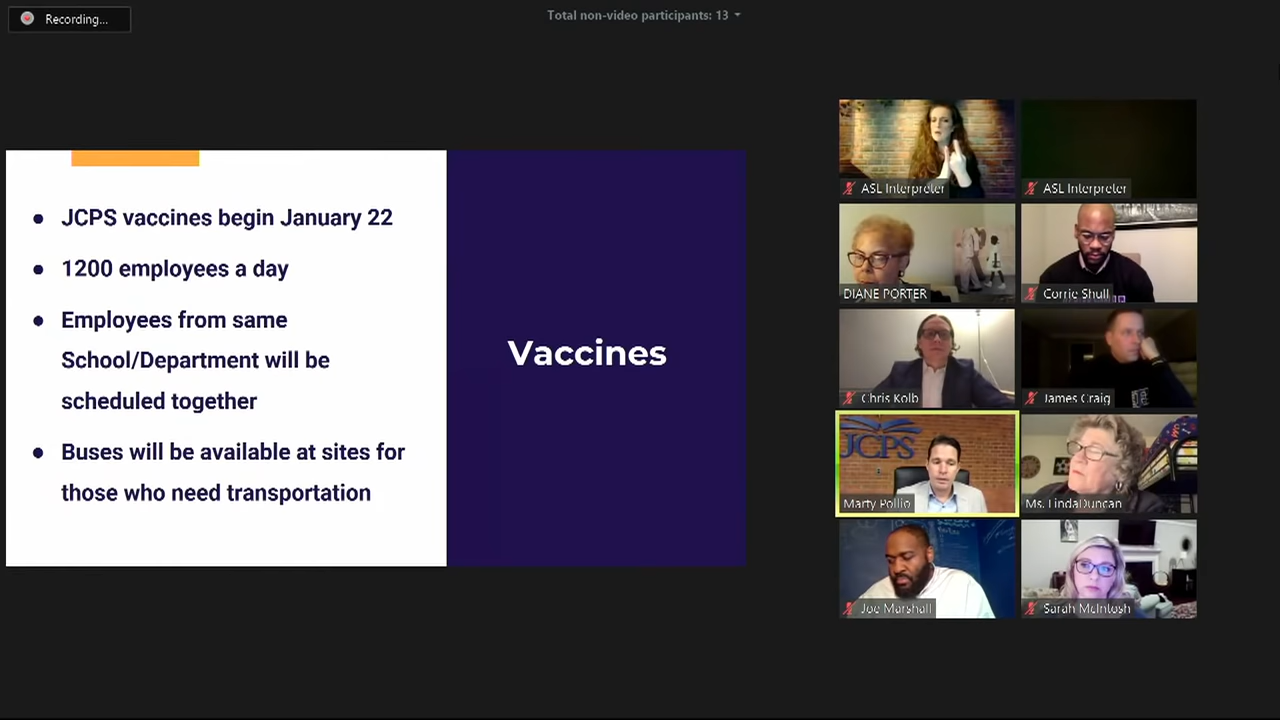 Recording...
Total non-video participants: 13
JCPS vaccines begin January 22
1200 employees a day
Employees from same
School/Department will be
scheduled together
Buses will be available at sites for
those who need transportation
Vaccines
ASL Interpreter
ASL Interpreter
DIANE PORTER
Corrie Shull
Chris Kolb
James Craig
JCPS
Marty Pollio
Ms. LindaDuncan
Joe Marshall
Sarah McIntosh